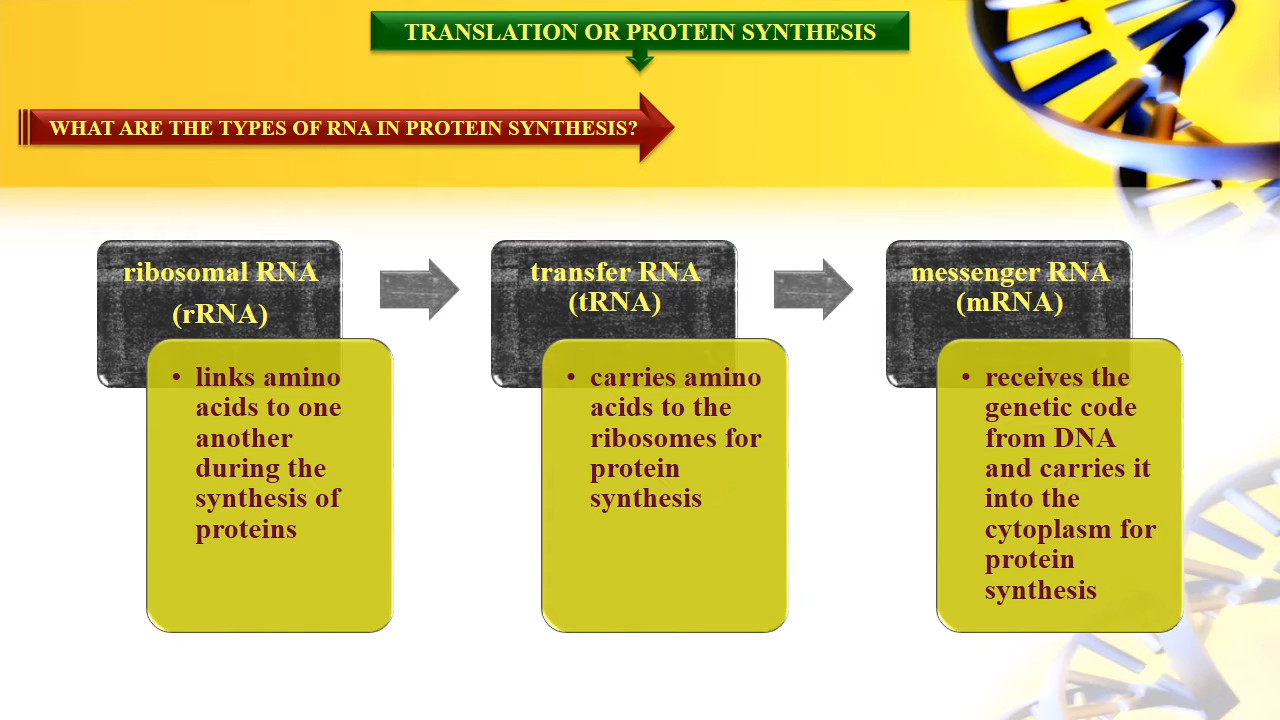 TRANSLATION OR PROTEIN SYNTHESIS
WHAT ARE THE TYPES OF RNA IN PROTEIN SYNTHESIS?
ribosomal RNA
(rRNA)
• links amino
acids to one
another
during the
synthesis of
proteins
transfer RNA
(tRNA)
• carries amino
acids to the
ribosomes for
protein
synthesis
messenger RNA
(mRNA)
• receives the
genetic code
from DNA
and carries it
into the
cytoplasm for
protein
synthesis